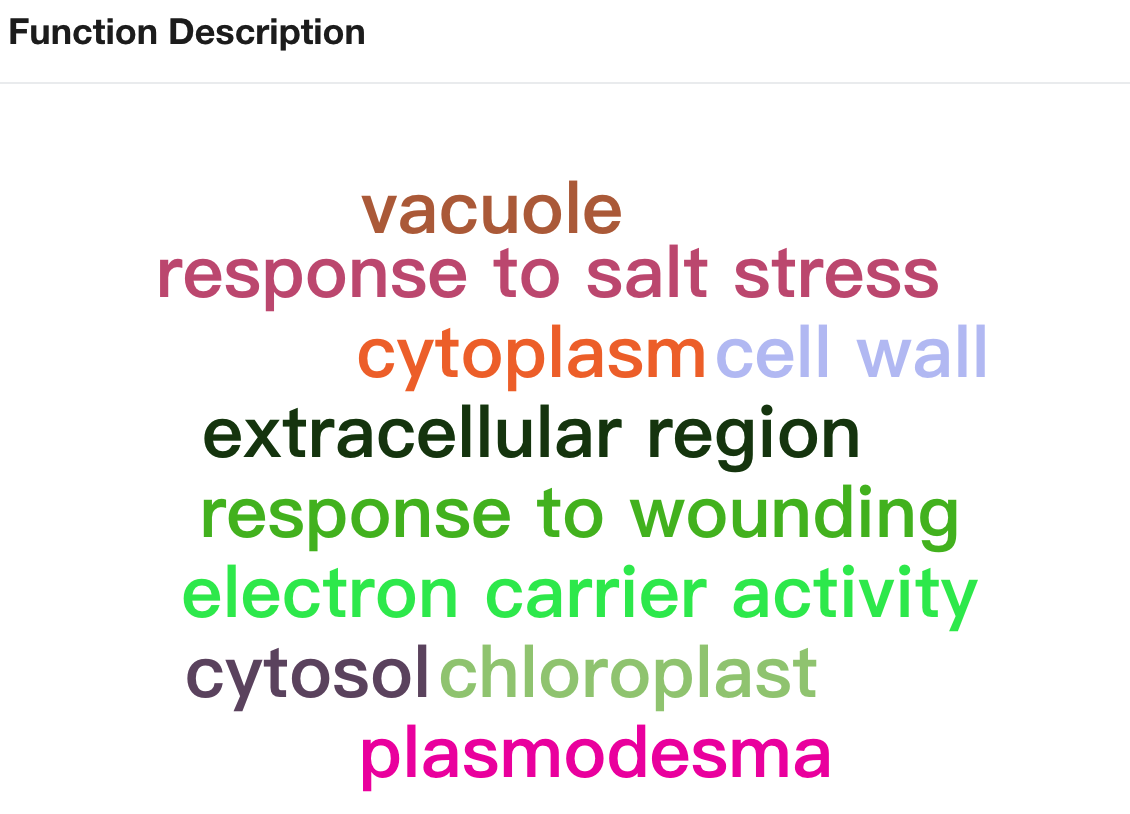 Function Description
vacuole
response to salt stress
cytoplasm cell wall
extracellular region
response to wounding
electron carrier activity
cytosol chloroplast
plasmodesma